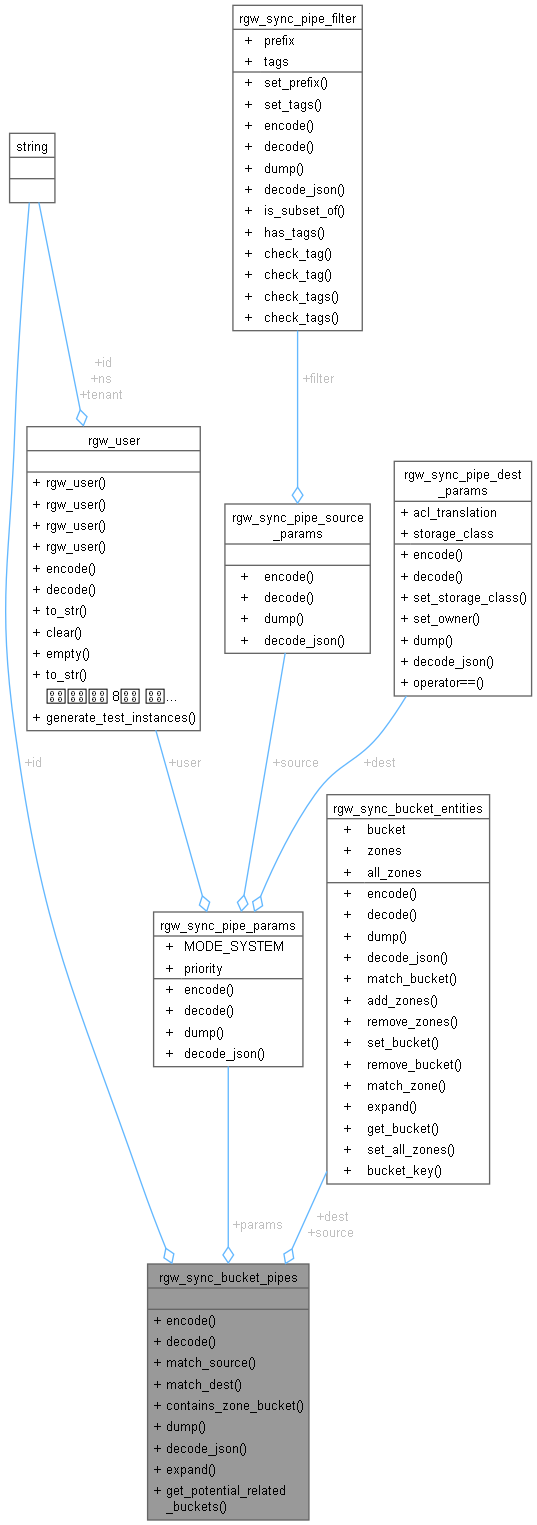 rgw_sync_pipe_filter
+ prefix
+ tags
+ set_prefix()
+ set_tags()
+ encode()
+ decode()
+ dump()
+ decode_json()
+ is_subset_of()
+ has_tags()
+ check_tag()
+ check_tag()
+ check_tags()
+ check_tags()
string
+id
+ns
+tenant
+filter
rgw_user
+ rgw_user()
+ rgw_user()
+ rgw_user()
+ rgw_user()
+ encode()
+ decode()
+ to_str()
+ clear()
+ empty()
+ to_str()
8 ...
+ generate_test_instances()
rgw_sync_pipe_source
_params
+ encode()
+ decode()
+ dump()
+ decode_json()
rgw_sync_pipe_dest
_params
+ acl_translation
+ storage_class
+ encode()
+ decode()
+ set_storage_class()
+ set_owner()
+ dump()
+ decode_json()
+ operator==()
+id
+user
+source
+dest
rgw_sync_pipe_params
+ MODE_SYSTEM
+ priority
+ encode()
+ decode()
+ dump()
+ decode_json()
rgw_sync_bucket_entities
+ bucket
+ zones
+ all_zones
+ encode()
+ decode()
+ dump()
+ decode_json()
+ match_bucket()
+ add_zones()
+ remove_zones()
+ set_bucket()
+ remove_bucket()
+ match_zone()
+ expand()
+ get_bucket()
+ set_all_zones()
+ bucket_key()
+params
+dest
+source
rgw_sync_bucket_pipes
+ encode()
+ decode()
+ match_source()
+ match_dest()
+ contains_zone_bucket()
+ dump()
+ decode_json()
+ expand()
+ get_potential_related
_buckets()